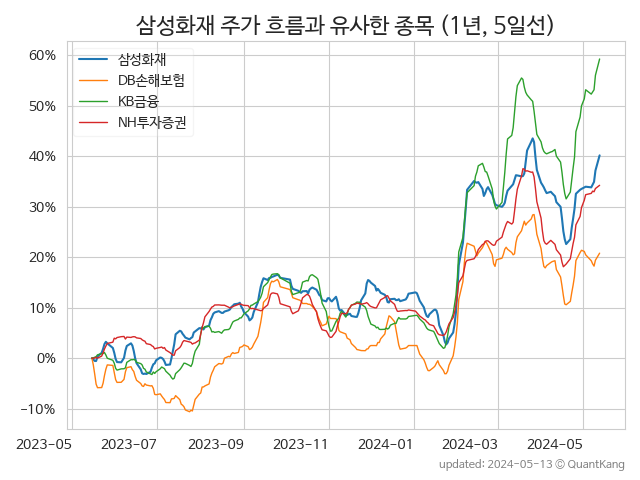 삼성화재 주가 흐름과 유사한 종목 (1년, 5일선)
삼성화재
DB손해보험
KB금융
NH투자증권
60%
50%
40%
30%
20%
10%
0%
−10%
2023-05
2023-07
2023-09
2023-11
2024-01
2024-03
2024-05
updated: 2024-05-13 ⓒ QuantKang